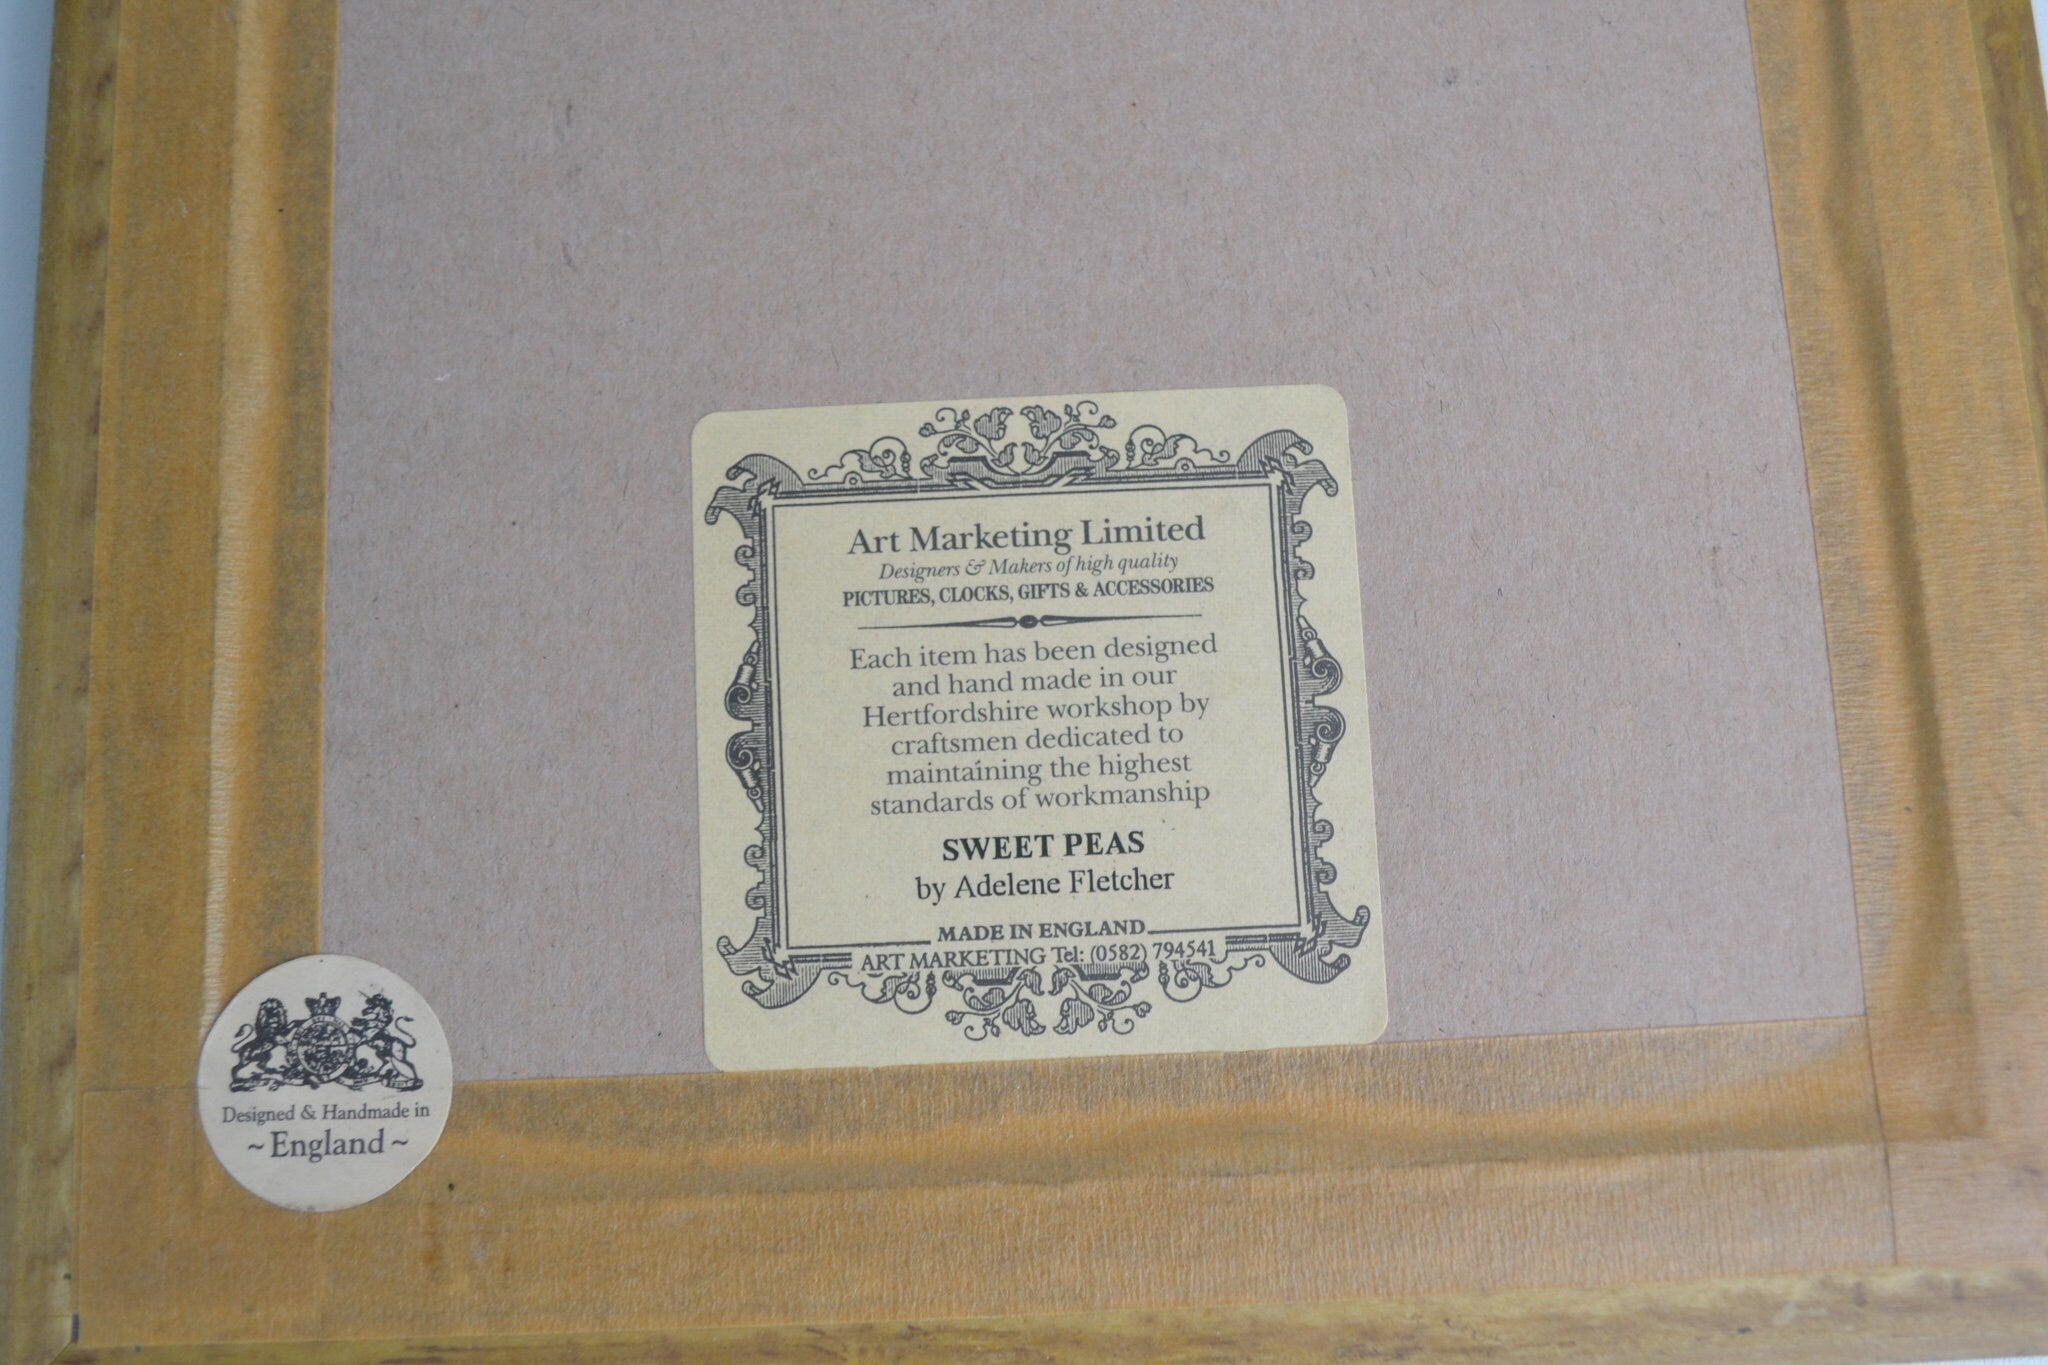 Art Marketing Limited
Designers & Makers of high quality
PICTURES, CLOCKS, GIFTS & ACCESSORIES
Each item has been designed
and hand made in our
Hertfordshire workshop by
craftsmen dedicated to
maintaining the highest
standards of workmanship
SWEET PEAS
by Adelene Fletcher
MADE IN ENGLAND
ART MARKETING Tel: (0582) 794541
Designed & Handmade in
~ England ~